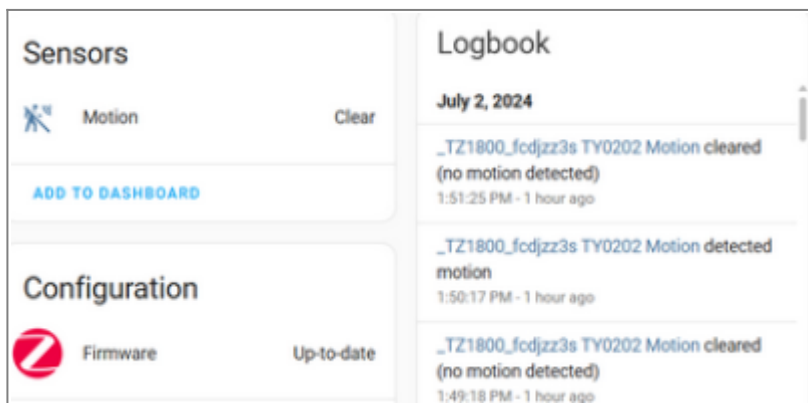 Sensors
Motion Clear
ADD TO DASHBOARD
Configuration
Firmware Up-to-date
Logbook
July 2, 2024
_TZ1800_fcdjzz3s TY0202 Motion cleared
(no motion detected)
1:51:25 PM - 1 hour ago
_TZ1800_fcdjzz3s TY0202 Motion detected
motion
1:50:17 PM - 1 hour ago
_TZ1800_fcdjzz3s TY0202 Motion cleared
(no motion detected)
1:49:18 PM - 1 hour ago